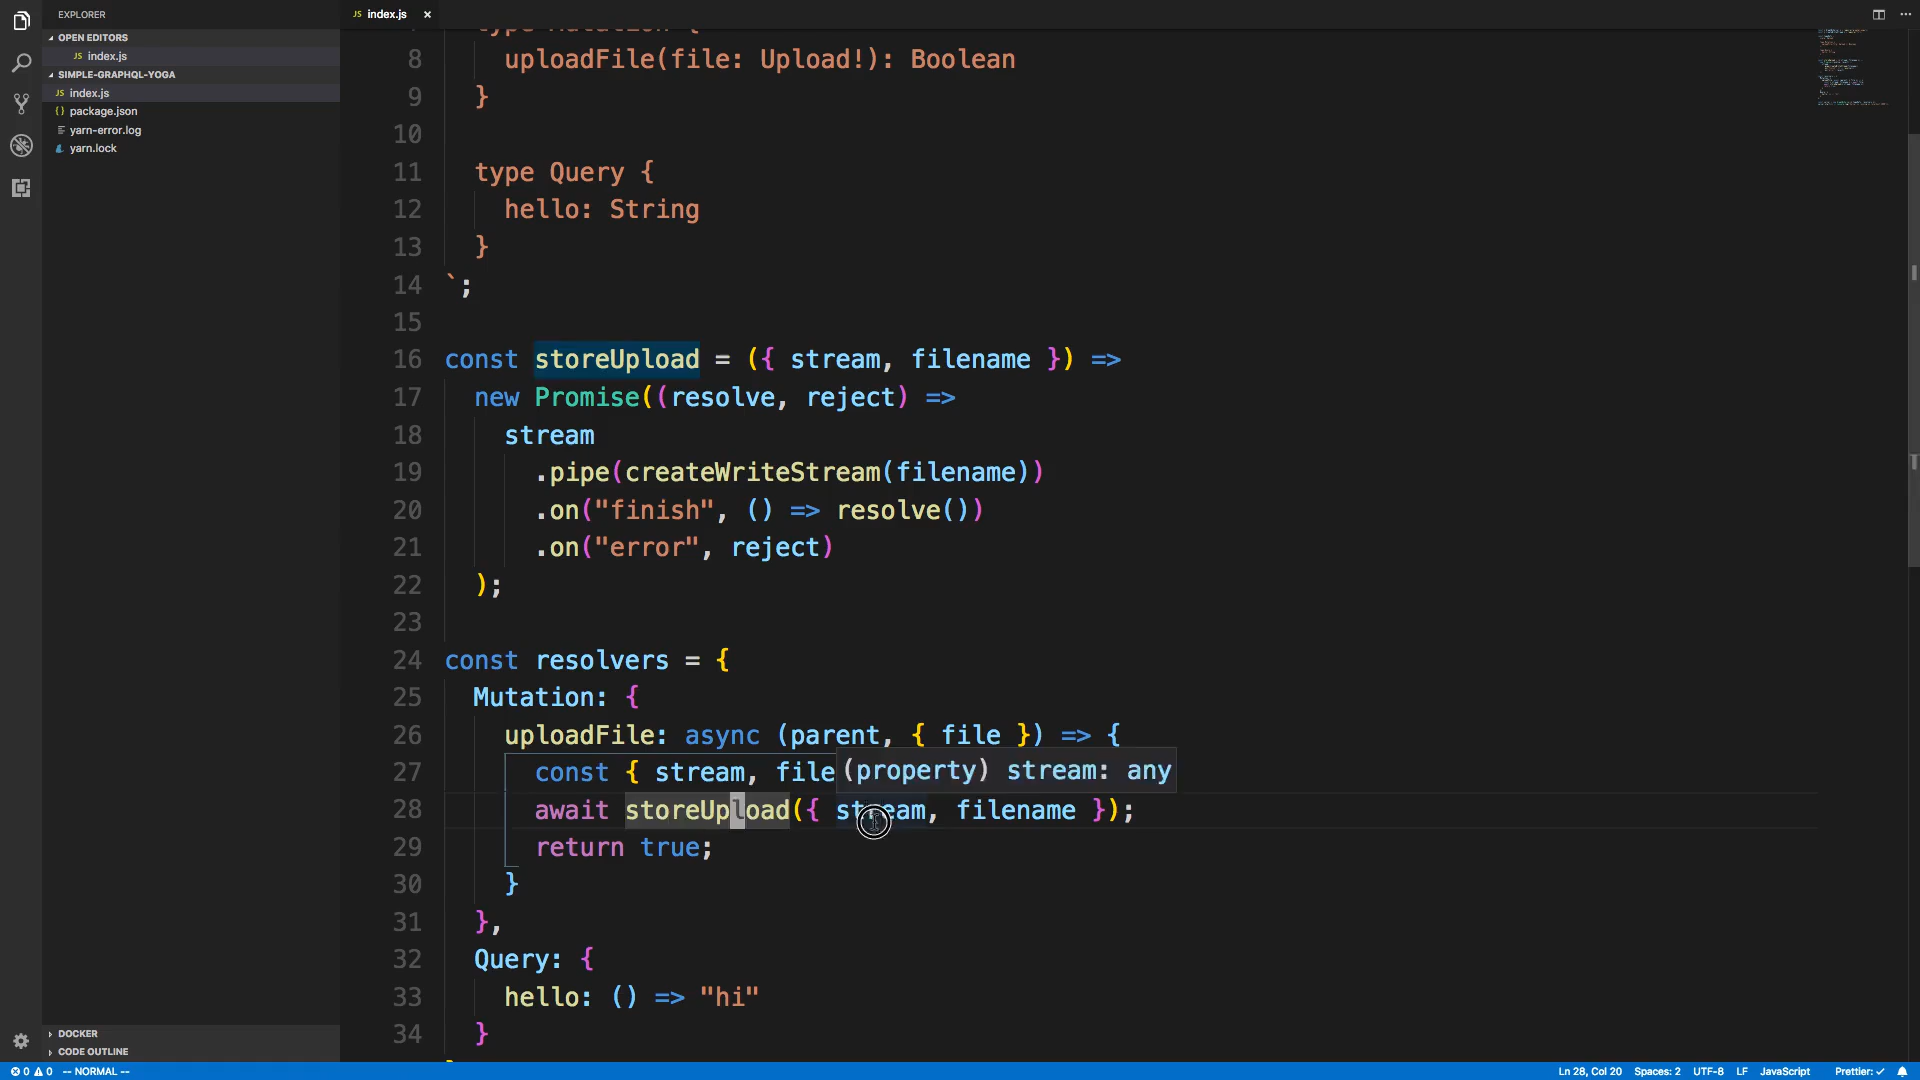 EXPLORER
OPEN EDITORS
JS index.js
SIMPLE-GRAPHQL-YOGA
JS index.js
{} package.json
yarn-error.log
yarn.lock
DOCKER
CODE OUTLINE
JS index.js ×
8 uploadFile(file: Upload!): Boolean
9 }
10
11 type Query {
12 hello: String
13 }
14 `;
15
16 const storeUpload = ({ stream, filename }) =>
17 new Promise((resolve, reject) =>
18 stream
19 .pipe(createWriteStream(filename))
20 .on("finish", () => resolve())
21 .on("error", reject)
22 );
23
24 const resolvers = {
25 Mutation: {
26 uploadFile: async (parent, { file }) => {
27 const { stream, file
(property) stream: any
28 await storeUpload({ stream, filename });
29 return true;
30 }
31 },
32 Query: {
33 hello: () => "hi"
34 }
0 0 -- NORMAL -- Ln 28, Col 20 Spaces: 2 UTF-8 LF JavaScript Prettier: ✓